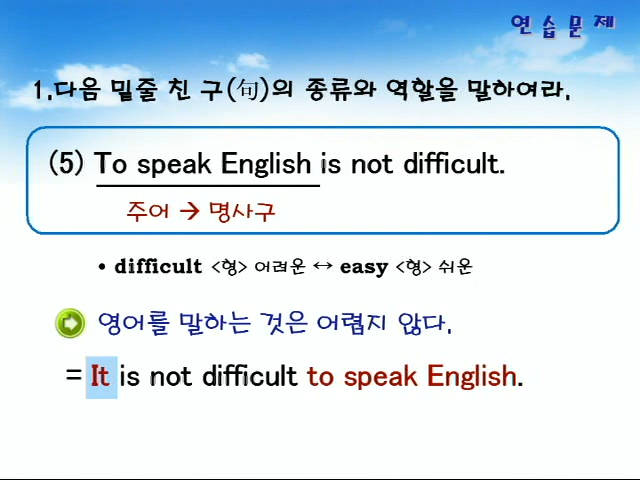 연습문제
1.다음 밑줄 친 구(句)의 종류와 역할을 말하여라.
(5) To speak English is not difficult.
주어 → 명사구
• difficult <형> 어려운 ↔ easy <형> 쉬운
영어를 말하는 것은 어렵지 않다.
= It is not difficult to speak English.